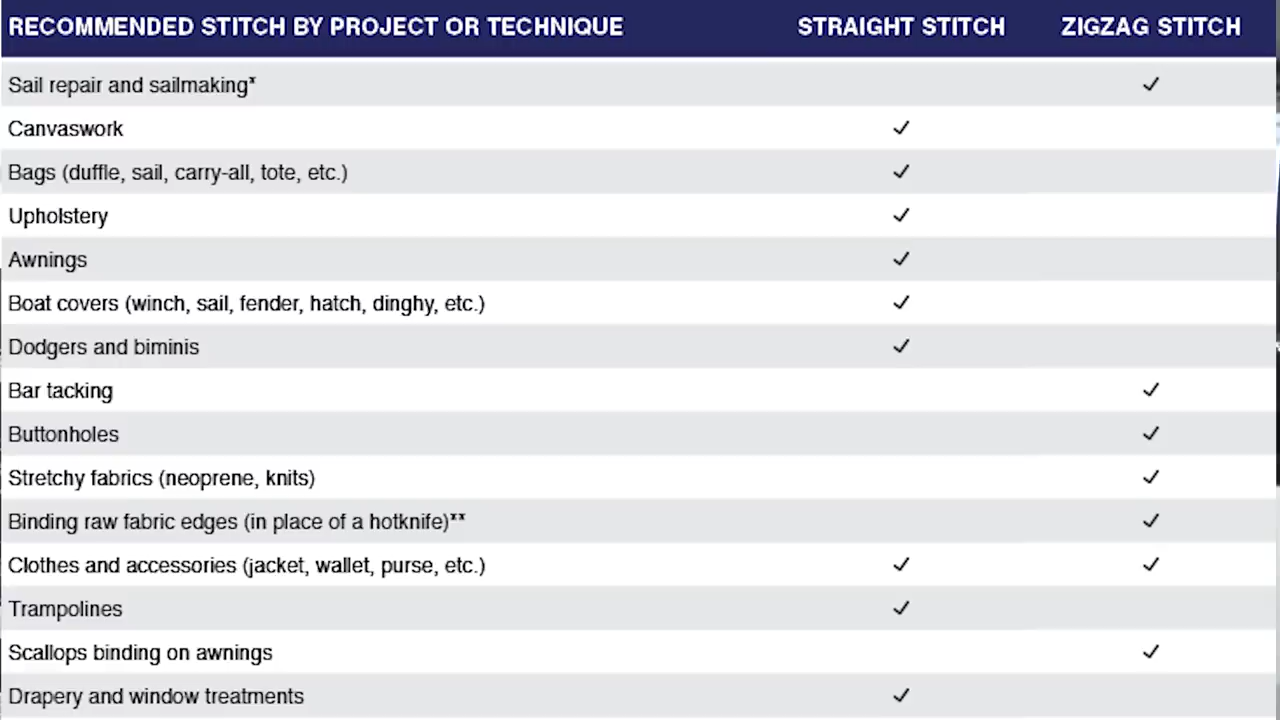 RECOMMENDED STITCH BY PROJECT OR TECHNIQUE STRAIGHT STITCH ZIGZAG STITCH
Sail repair and sailmaking* ✓
Canvaswork ✓
Bags (duffle, sail, carry-all, tote, etc.) ✓
Upholstery ✓
Awnings ✓
Boat covers (winch, sail, fender, hatch, dinghy, etc.) ✓
Dodgers and biminis ✓
Bar tacking ✓
Buttonholes ✓
Stretchy fabrics (neoprene, knits) ✓
Binding raw fabric edges (in place of a hotknife)** ✓
Clothes and accessories (jacket, wallet, purse, etc.) ✓ ✓
Trampolines ✓
Scallops binding on awnings ✓
Drapery and window treatments ✓